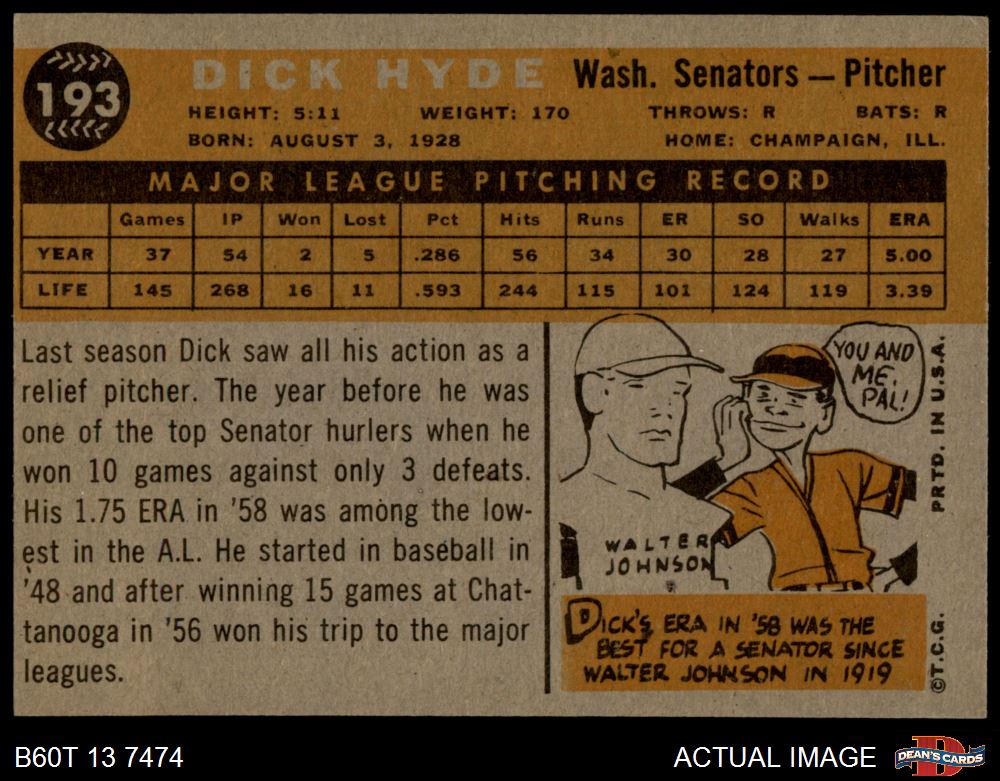 193
DICK HYDE Wash. Senators — Pitcher
HEIGHT: 5:11 WEIGHT: 170 THROWS: R BATS: R
BORN: AUGUST 3, 1928 HOME: CHAMPAIGN, ILL.
MAJOR LEAGUE PITCHING RECORD
Games IP Won Lost Pct Hits Runs ER SO Walks ERA
YEAR 37 54 2 5 .286 56 34 30 28 27 5.00
LIFE 145 268 16 11 .593 244 115 101 124 119 3.39
Last season Dick saw all his action as a
relief pitcher. The year before he was
one of the top Senator hurlers when he
won 10 games against only 3 defeats.
His 1.75 ERA in '58 was among the low-
est in the A.L. He started in baseball in
'48 and after winning 15 games at Chat-
tanooga in '56 won his trip to the major
leagues.
YOU AND
ME,
PAL!
WALTER
JOHNSON
DICK'S ERA IN '58 WAS THE
BEST FOR A SENATOR SINCE
WALTER JOHNSON IN 1919
©T.C.G. PRTD. IN U.S.A.
B60T 13 7474 ACTUAL IMAGE
D
DEAN'S CARDS